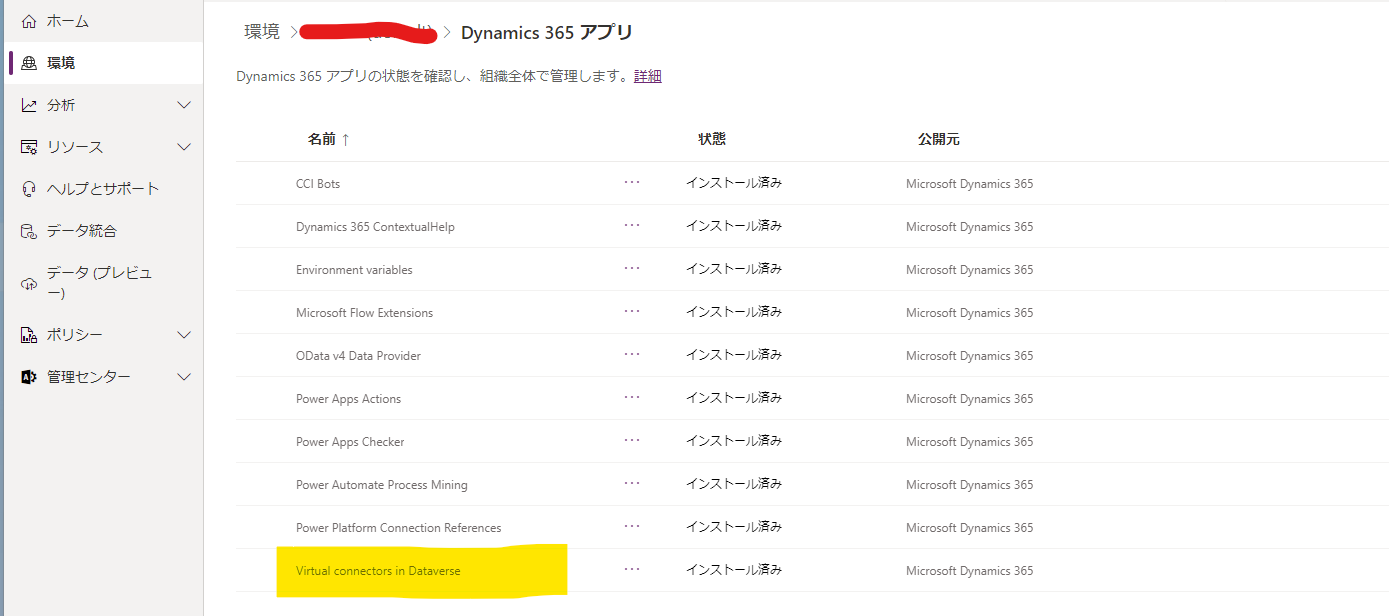 ホーム
環境
分析
リソース
ヘルプとサポート
データ統合
データ (プレビュ
ー)
ポリシー
管理センター
環境 > > Dynamics 365 アプリ
Dynamics 365 アプリの状態を確認し、組織全体で管理します。詳細
名前 ↑ 状態 公開元
CCI Bots ··· インストール済み Microsoft Dynamics 365
Dynamics 365 ContextualHelp ··· インストール済み Microsoft Dynamics 365
Environment variables ··· インストール済み Microsoft Dynamics 365
Microsoft Flow Extensions ··· インストール済み Microsoft Dynamics 365
OData v4 Data Provider ··· インストール済み Microsoft Dynamics 365
Power Apps Actions ··· インストール済み Microsoft Dynamics 365
Power Apps Checker ··· インストール済み Microsoft Dynamics 365
Power Automate Process Mining ··· インストール済み Microsoft Dynamics 365
Power Platform Connection References ··· インストール済み Microsoft Dynamics 365
Virtual connectors in Dataverse ··· インストール済み Microsoft Dynamics 365